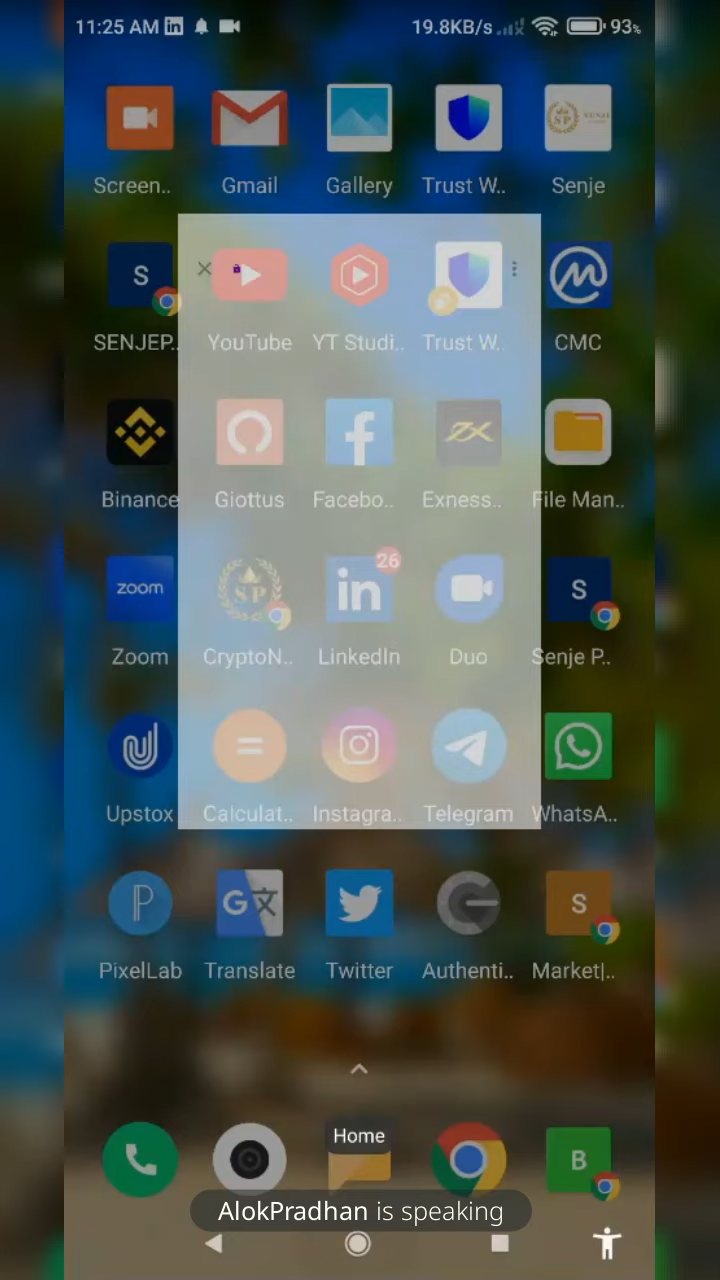 11:25 AM 19.8KB/s 93%
Screen.. Gmail Gallery Trust W.. Senje
SENJEP.. YouTube YT Studi.. Trust W.. CMC
Binance Giottus Facebo.. Exness.. File Man..
zoom 26
Zoom CryptoN.. LinkedIn Duo Senje P..
Upstox Calculat.. Instagra.. Telegram WhatsA..
PixelLab Translate Twitter Authenti.. Market|..
Home
AlokPradhan is speaking